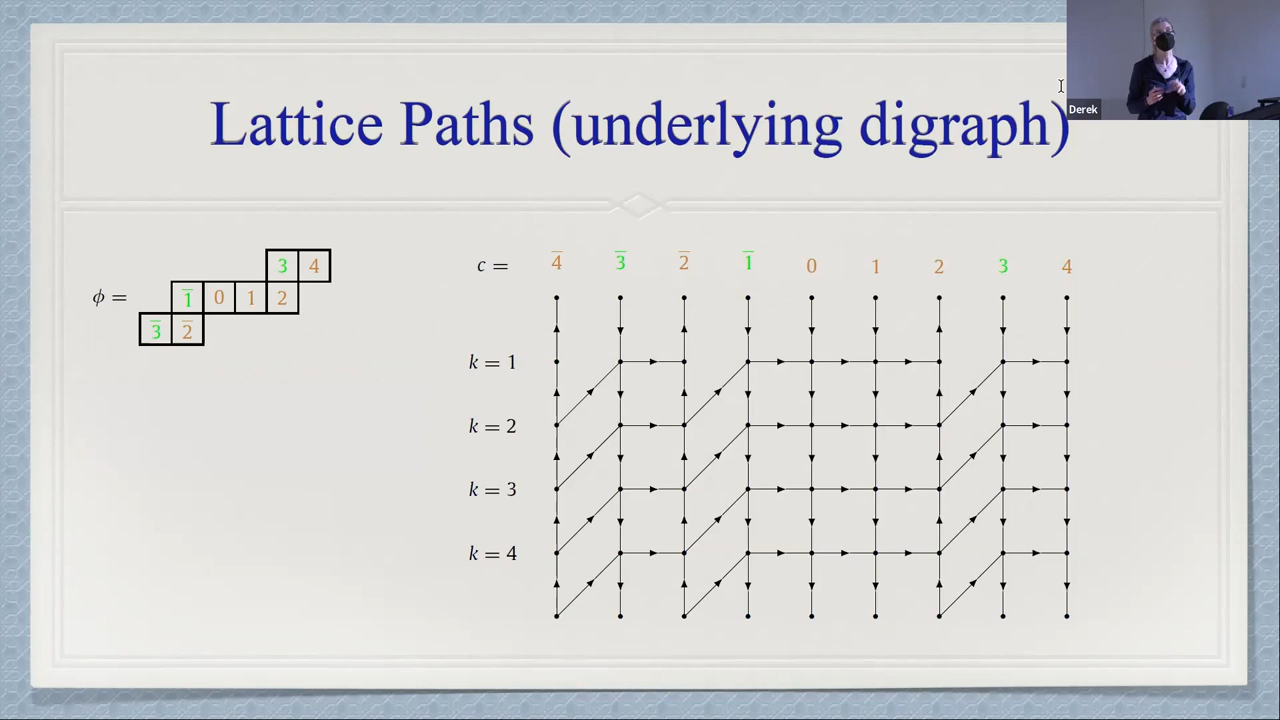 Derek
Lattice Paths (underlying digraph)
3 4
ϕ = 1̅ 0 1 2
3̅ 2̅
c = 4̅ 3̅ 2̅ 1̅ 0 1 2 3 4
k = 1
k = 2
k = 3
k = 4